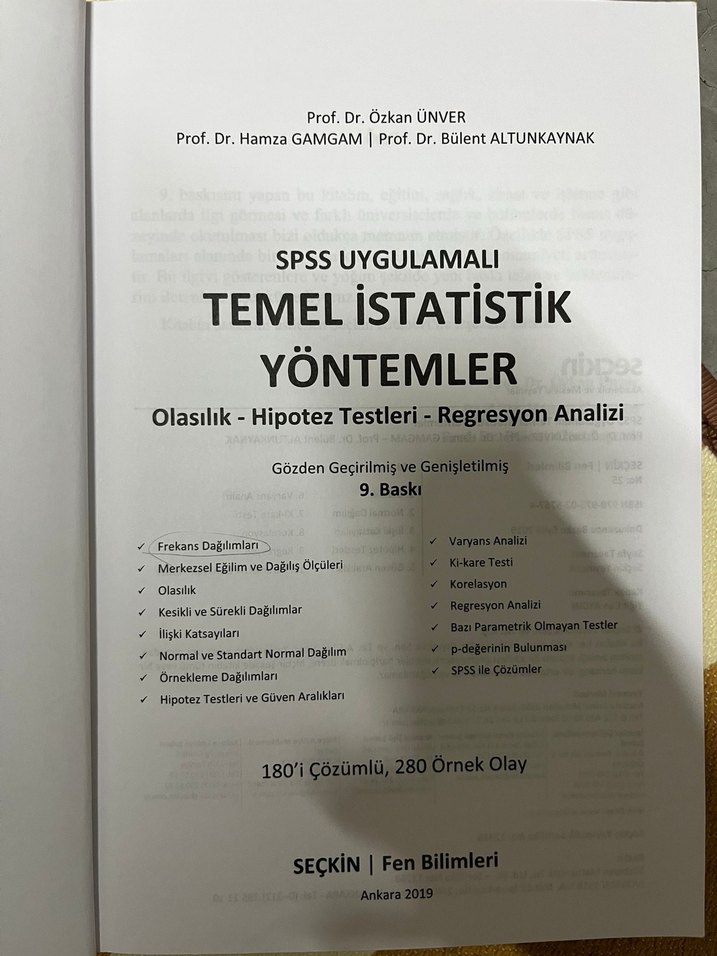 Prof. Dr. Özkan ÜNVER
Prof. Dr. Hamza GAMGAM | Prof. Dr. Bülent ALTUNKAYNAK
SPSS UYGULAMALI
TEMEL İSTATİSTİK
YÖNTEMLER
Olasılık - Hipotez Testleri - Regresyon Analizi
Gözden Geçirilmiş ve Genişletilmiş
9. Baskı
✓ Frekans Dağılımları
✓ Merkezsel Eğilim ve Dağılış Ölçüleri
✓ Olasılık
✓ Kesikli ve Sürekli Dağılımlar
✓ İlişki Katsayıları
✓ Normal ve Standart Normal Dağılım
✓ Örnekleme Dağılımları
✓ Hipotez Testleri ve Güven Aralıkları
✓ Varyans Analizi
✓ Ki-kare Testi
✓ Korelasyon
✓ Regresyon Analizi
✓ Bazı Parametrik Olmayan Testler
✓ p-değerinin Bulunması
✓ SPSS ile Çözümler
180'i Çözümlü, 280 Örnek Olay
SEÇKİN | Fen Bilimleri
Ankara 2019